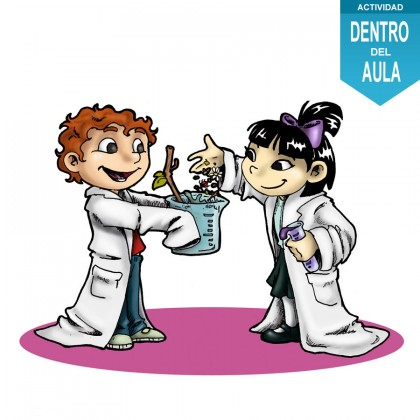 ACTIVIDAD
DENTRO
DEL
AULA